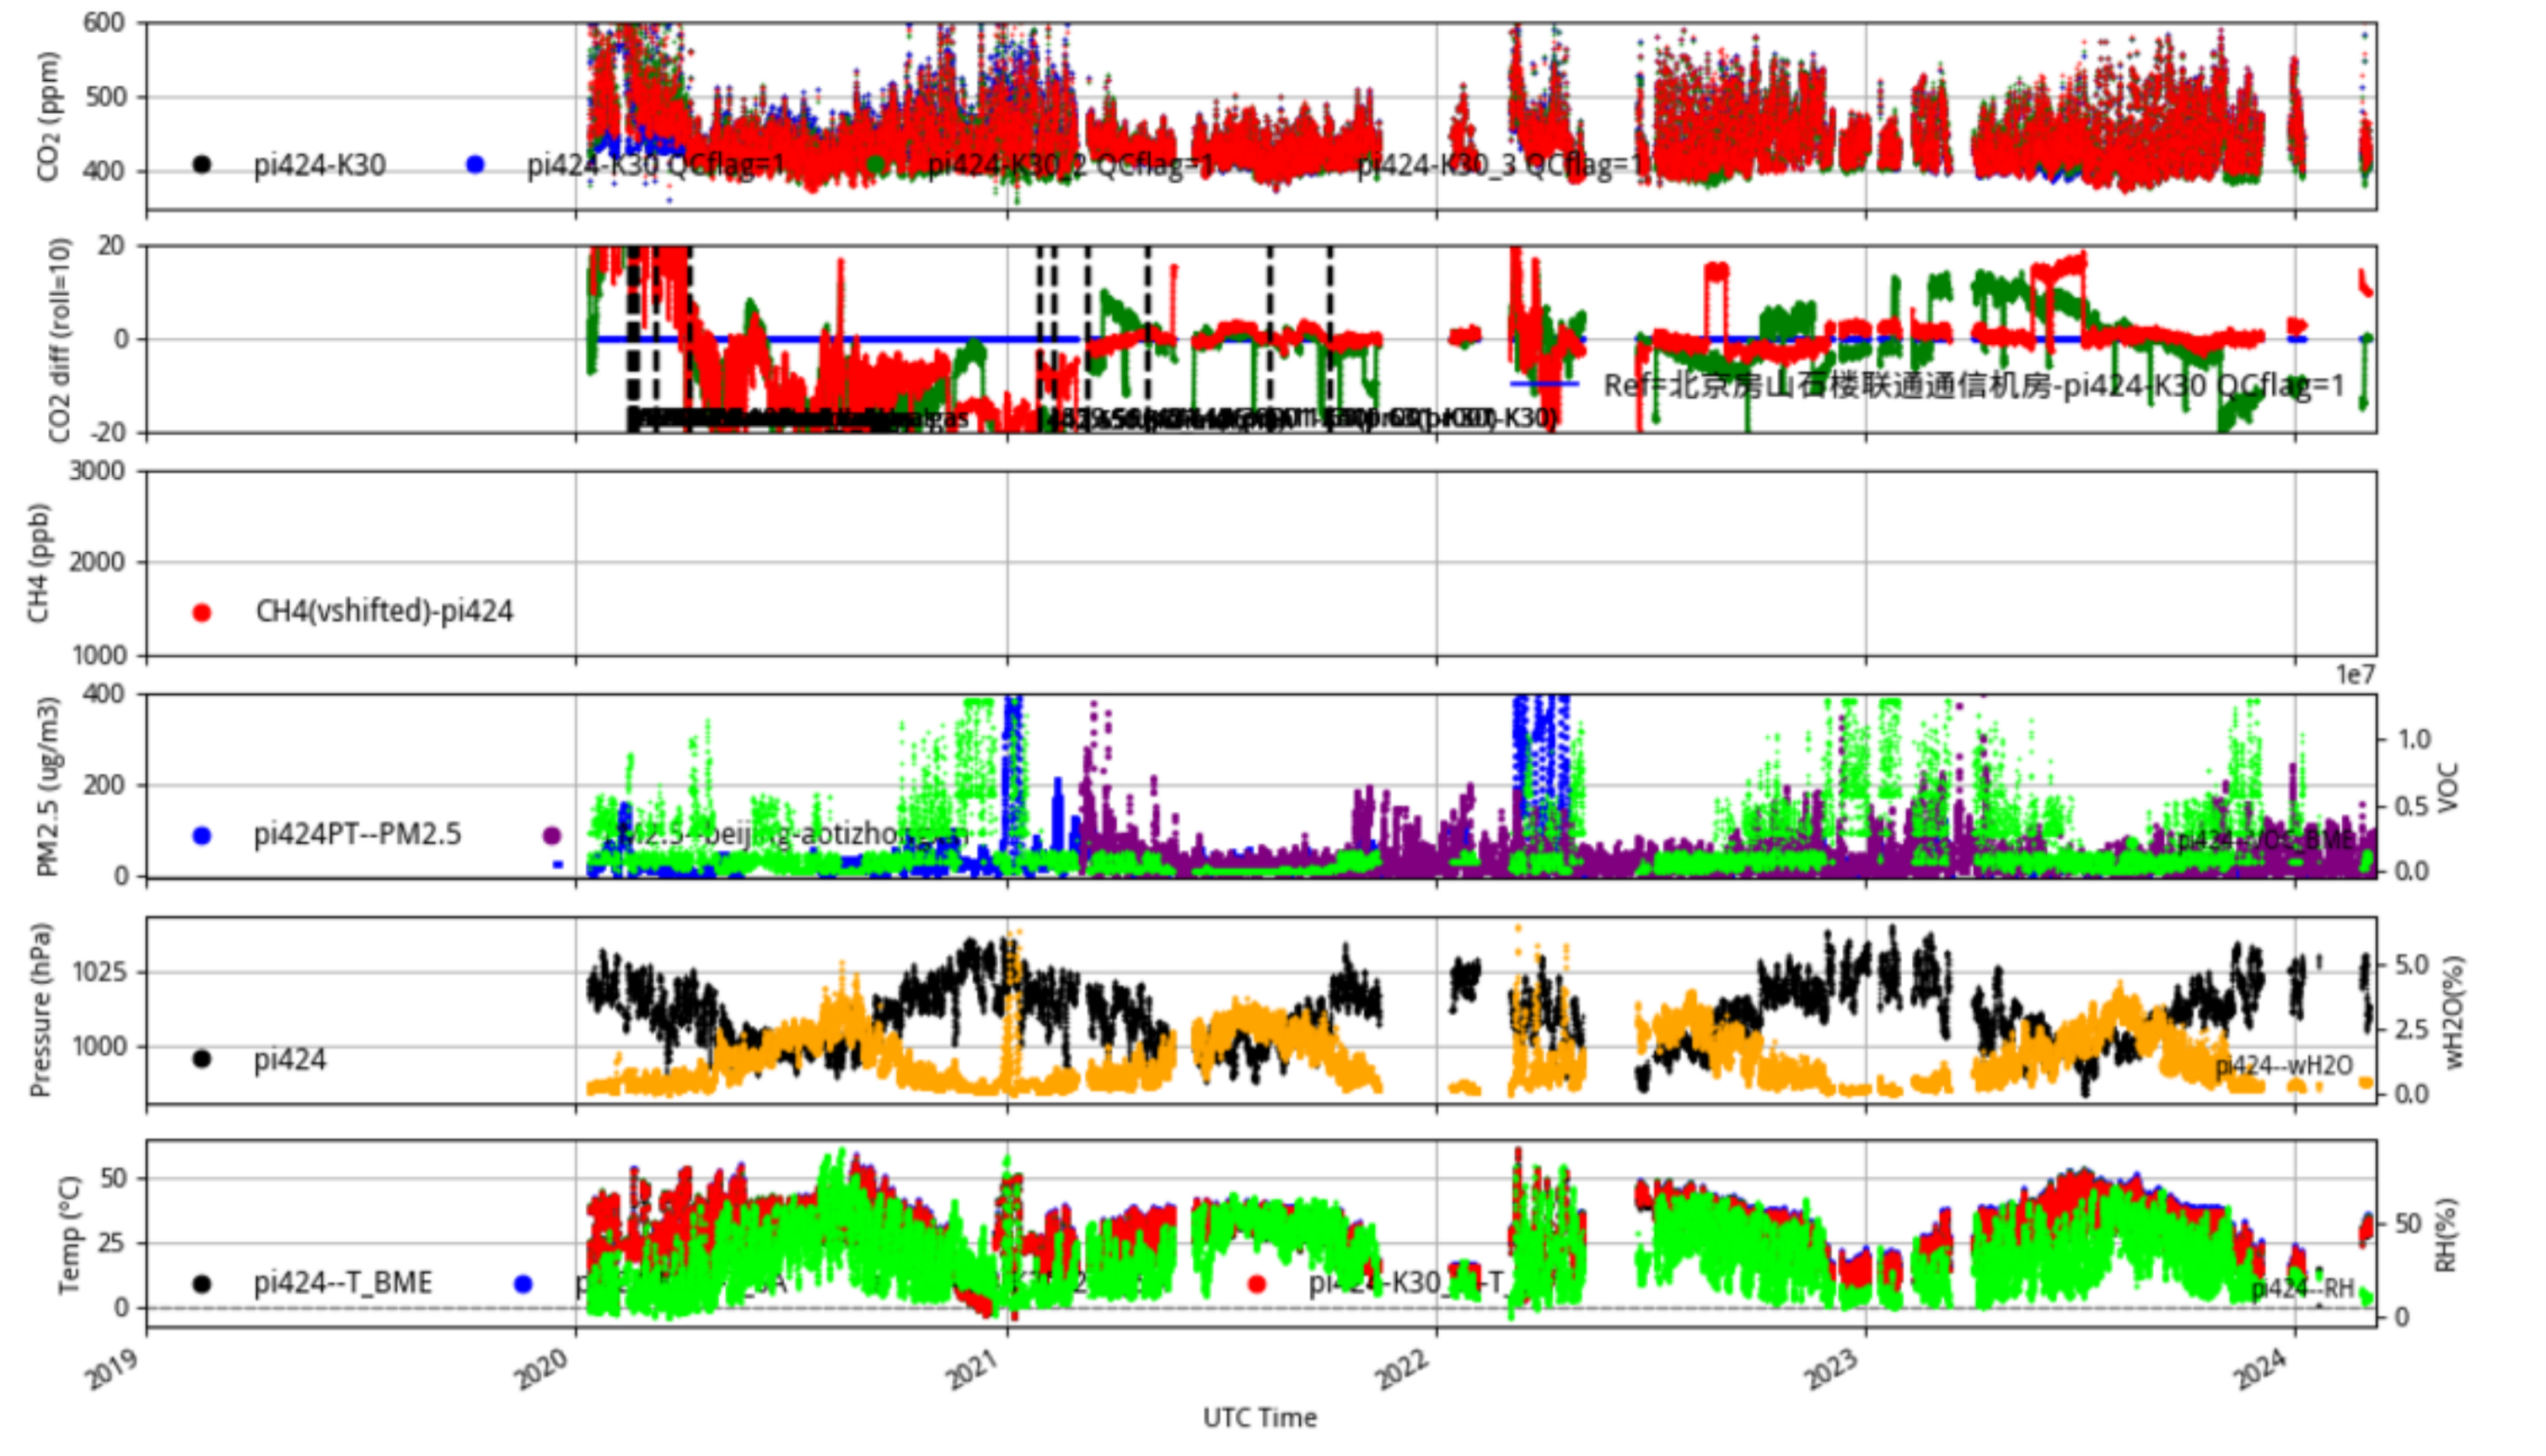 600
500
400
CO₂ (ppm)
pi424-K30
pi424-K30 QCflag=1
pi424-K30_2 QCflag=1
pi424-K30_3 QCflag=1
20
0
-20
CO2 diff (roll=10)
Ref=北京房山石楼联通通信机房-pi424-K30 QCflag=1
3000
2000
1000
CH4 (ppb)
CH4(vshifted)-pi424
1e7
400
200
0
PM2.5 (ug/m3)
pi424PT--PM2.5
1.0
0.5
0.0
VOC
pi424--VOC_BME
1025
1000
Pressure (hPa)
pi424
5.0
2.5
0.0
wH2O(%)
pi424--wH2O
50
25
0
Temp (°C)
pi424--T_BME
50
0
RH(%)
pi424--RH
2019
2020
2021
2022
2023
2024
UTC Time